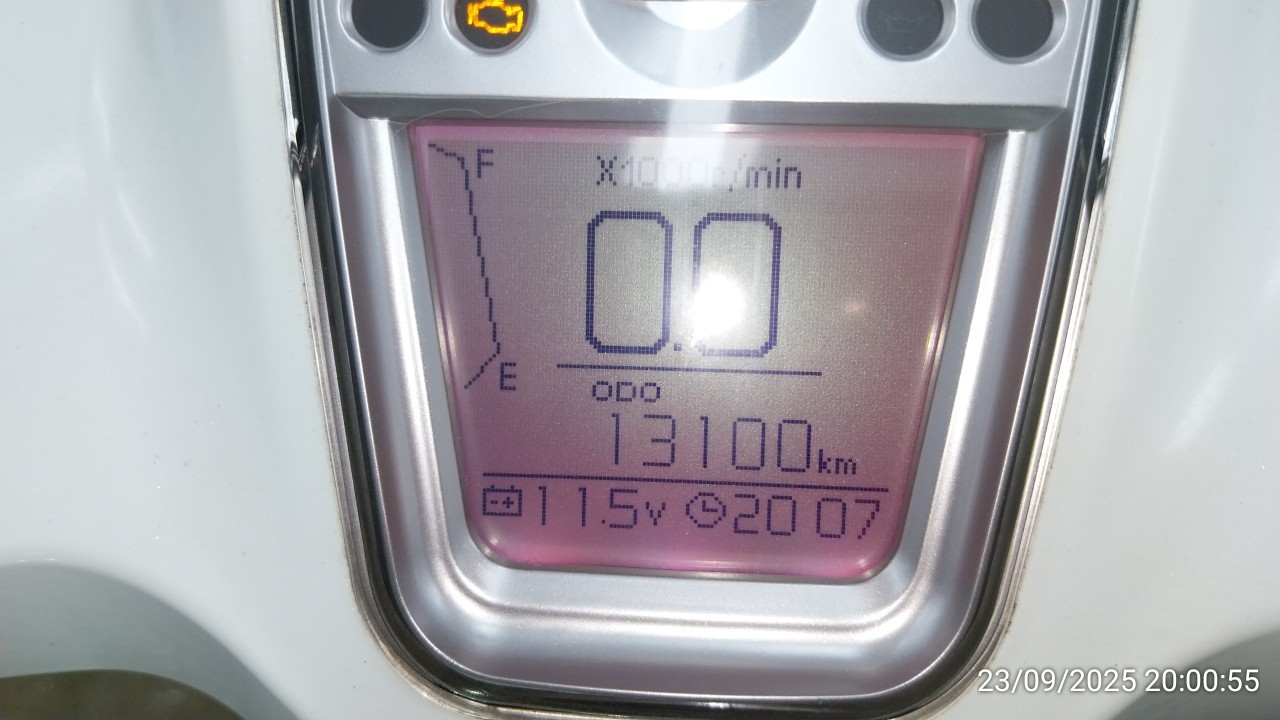 F
X1000r/min
0.0
E
ODO
13100km
11.5v 20 07
23/09/2025 20:00:55